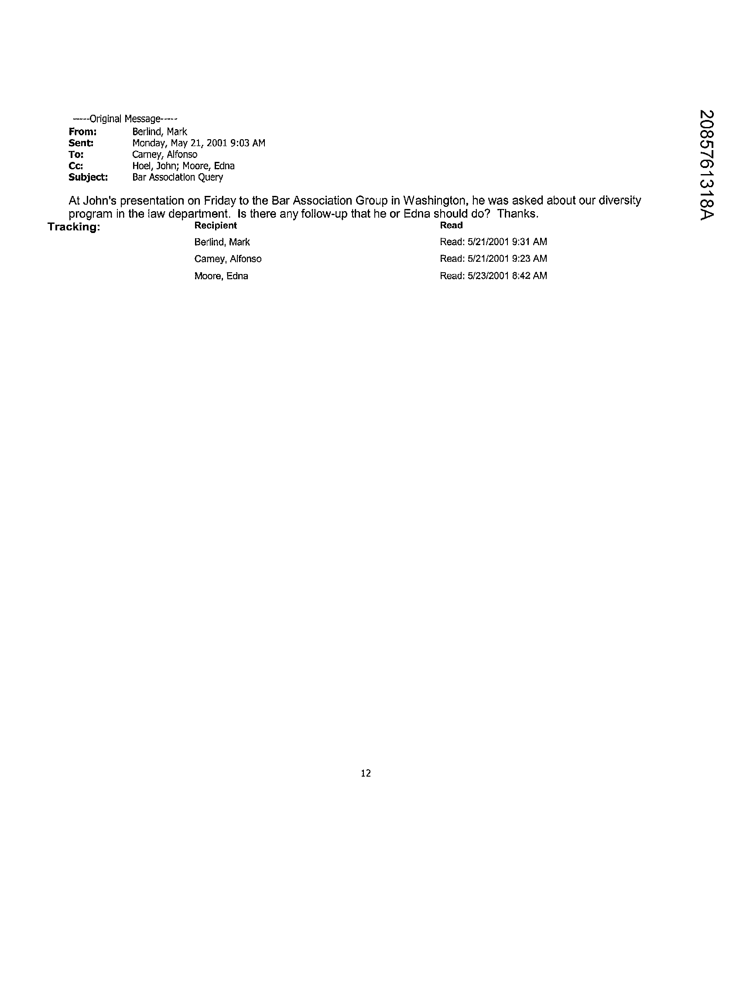 -----Original Message-----
From: Berlind, Mark
Sent: Monday, May 21, 2001 9:03 AM
To: Carney, Alfonso
Cc: Hoel, John; Moore, Edna
Subject: Bar Association Query
At John's presentation on Friday to the Bar Association Group in Washington, he was asked about our diversity
program in the law department. Is there any follow-up that he or Edna should do? Thanks.
Tracking: Recipient Read
Berlind, Mark Read: 5/21/2001 9:31 AM
Carney, Alfonso Read: 5/21/2001 9:23 AM
Moore, Edna Read: 5/23/2001 8:42 AM
12
2085761318A